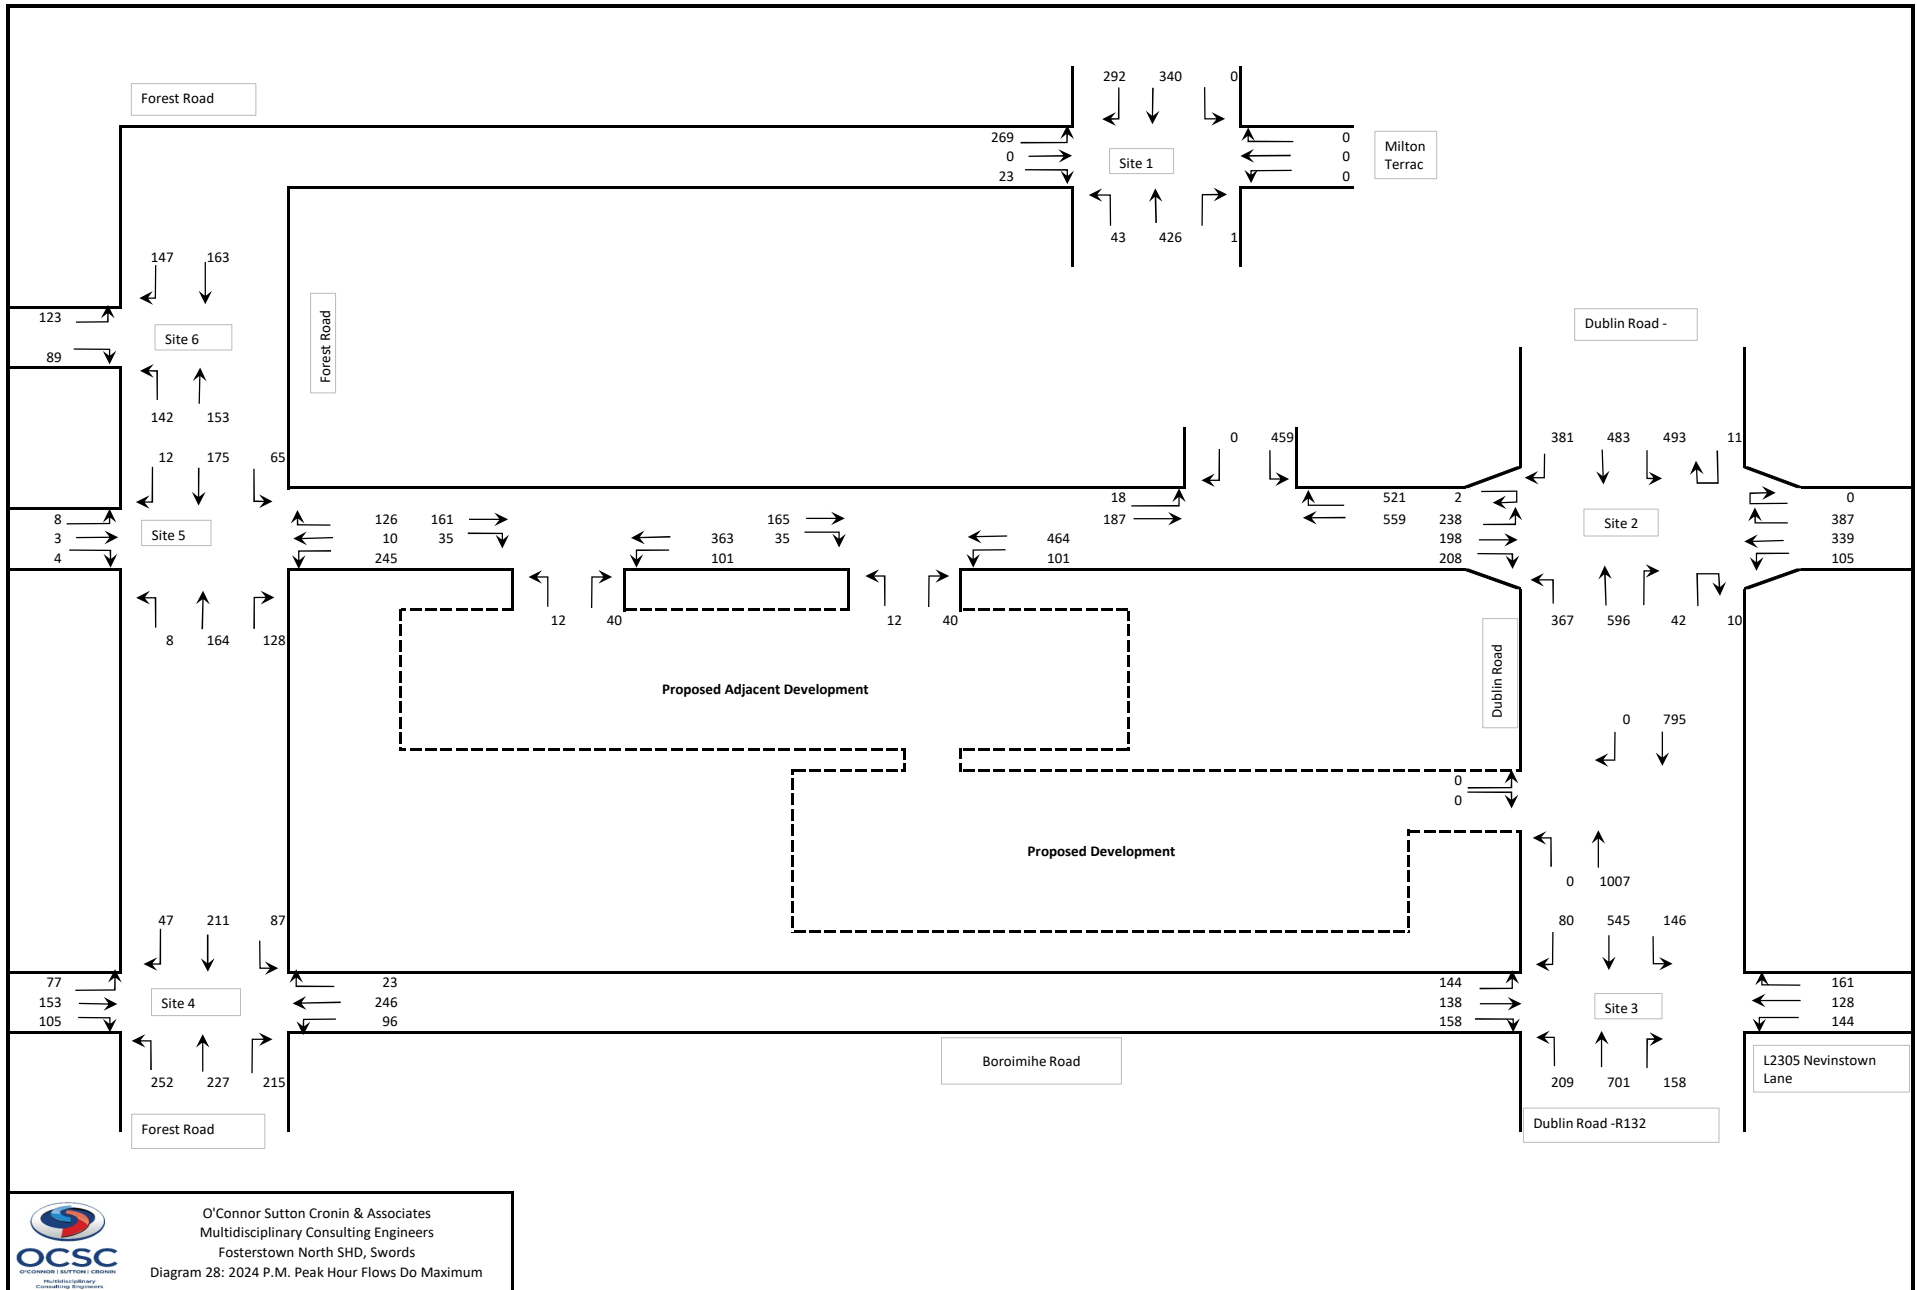 292 340 0
Forest Road
269
0
23
Site 1
0
0
0
Milton
Terrac
43 426 1
147 163
Forest Road
123
89
Site 6
142 153
Dublin Road -
12 175 65
0 459
381 483 493 11
8
3
4
Site 5
126
10
245
161
35
363
101
165
35
464
101
18
187
521
559
2
238
198
208
Site 2
0
387
339
105
8 164 128
12 40
12 40
367 596 42 10
Dublin Road
Proposed Adjacent Development
0 795
0
0
Proposed Development
0 1007
47 211 87
80 545 146
77
153
105
Site 4
23
246
96
144
138
158
Site 3
161
128
144
252 227 215
Boroimihe Road
209 701 158
L2305 Nevinstown
Lane
Forest Road
Dublin Road -R132
OCSC
O'CONNOR | SUTTON | CRONIN
Multidisciplinary
Consulting Engineers
O'Connor Sutton Cronin & Associates
Multidisciplinary Consulting Engineers
Fosterstown North SHD, Swords
Diagram 28: 2024 P.M. Peak Hour Flows Do Maximum